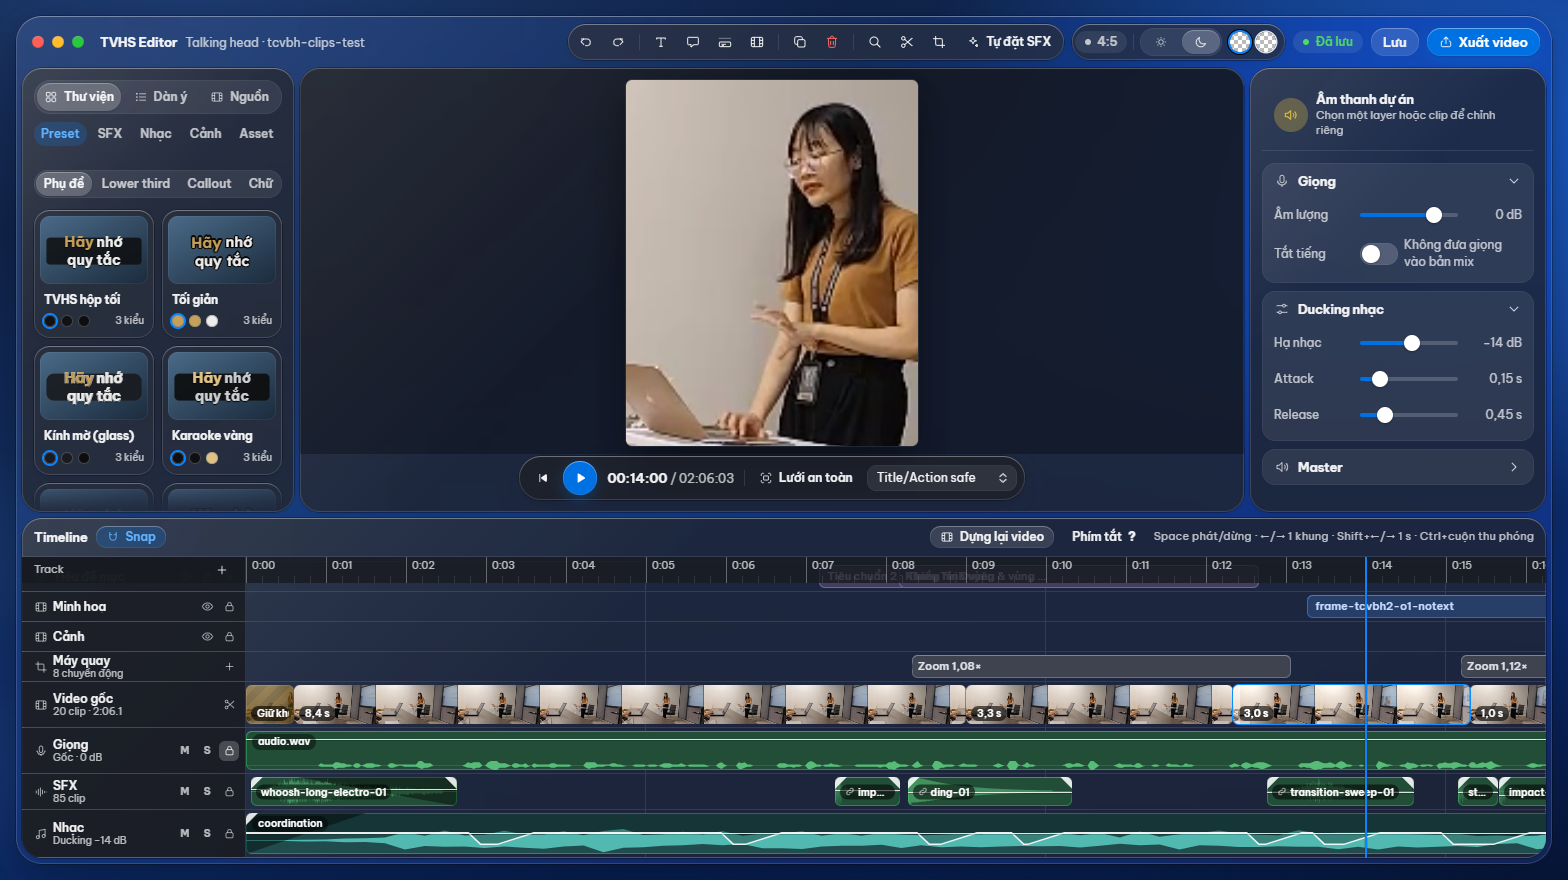 TVHS Editor Talking head · tcvbh-clips-test
Tự đặt SFX
4:5
Đã lưu
Lưu
Xuất video
Thư viện Dàn ý Nguồn
Preset SFX Nhạc Cảnh Asset
Phụ đề Lower third Callout Chữ
Hãy nhớ
quy tắc
TVHS hộp tối
3 kiểu
Hãy nhớ
quy tắc
Tối giản
3 kiểu
Hãy nhớ
quy tắc
Kính mờ (glass)
3 kiểu
Hãy nhớ
quy tắc
Karaoke vàng
3 kiểu
00:14:00 / 02:06:03
Lưới an toàn
Title/Action safe
Âm thanh dự án
Chọn một layer hoặc clip để chỉnh
riêng
Giọng
Âm lượng 0 dB
Tắt tiếng
Không đưa giọng
vào bản mix
Ducking nhạc
Hạ nhạc -14 dB
Attack 0,15 s
Release 0,45 s
Master
Timeline Snap
Dựng lại video
Phím tắt ?
Space phát/dừng · ←/→ 1 khung · Shift+←/→ 1 s · Ctrl+cuộn thu phóng
Track
0:00 0:01 0:02 0:03 0:04 0:05 0:06 0:07 0:08 0:09 0:10 0:11 0:12 0:13 0:14 0:15
Tiêu chuẩn 2
Minh hoạ
frame-tcvbh2-01-notext
Cảnh
Máy quay
8 chuyển động
Zoom 1,08×
Zoom 1,12×
Video gốc
20 clip · 2:06.1
8,4 s
3,3 s
3,0 s
1,0 s
Giọng
Gốc · 0 dB
M S
audio.wav
SFX
85 clip
M S
whoosh-long-electro-01
imp...
ding-01
transition-sweep-01
st...
impact
Nhạc
Ducking -14 dB
M S
coordination